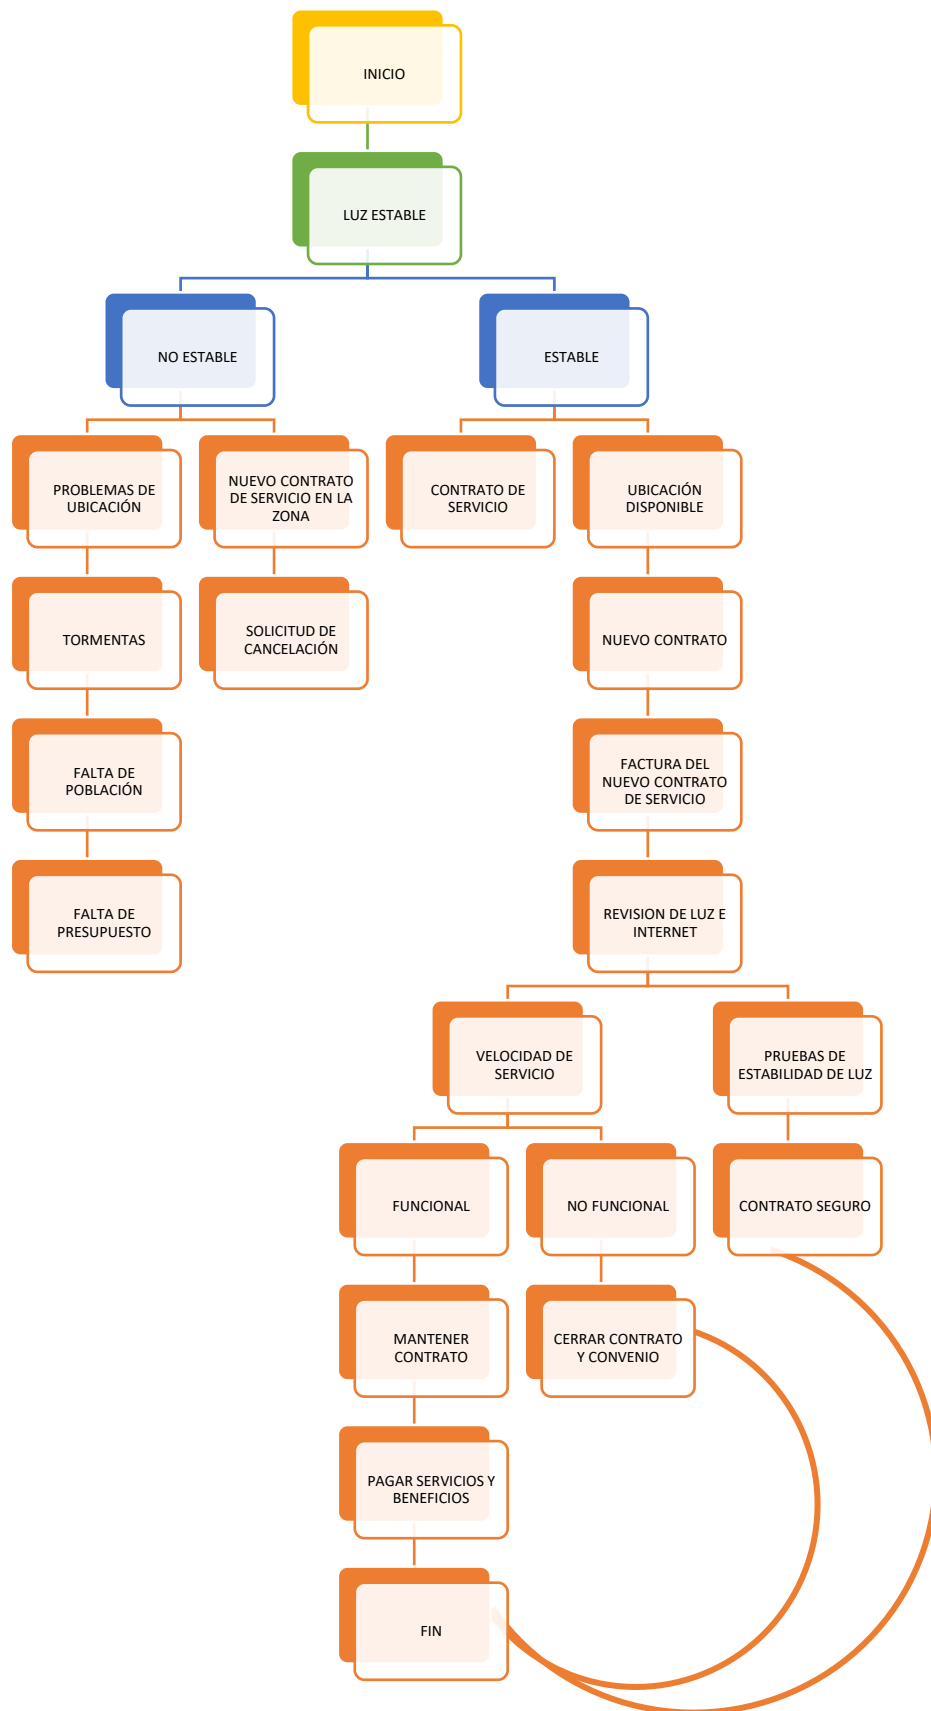 INICIO
LUZ ESTABLE
NO ESTABLE
ESTABLE
PROBLEMAS DE
UBICACIÓN
NUEVO CONTRATO
DE SERVICIO EN LA
ZONA
CONTRATO DE
SERVICIO
UBICACIÓN
DISPONIBLE
TORMENTAS
SOLICITUD DE
CANCELACIÓN
NUEVO CONTRATO
FALTA DE
POBLACIÓN
FACTURA DEL
NUEVO CONTRATO
DE SERVICIO
FALTA DE
PRESUPUESTO
REVISION DE LUZ E
INTERNET
VELOCIDAD DE
SERVICIO
PRUEBAS DE
ESTABILIDAD DE LUZ
FUNCIONAL
NO FUNCIONAL
CONTRATO SEGURO
MANTENER
CONTRATO
CERRAR CONTRATO
Y CONVENIO
PAGAR SERVICIOS Y
BENEFICIOS
FIN